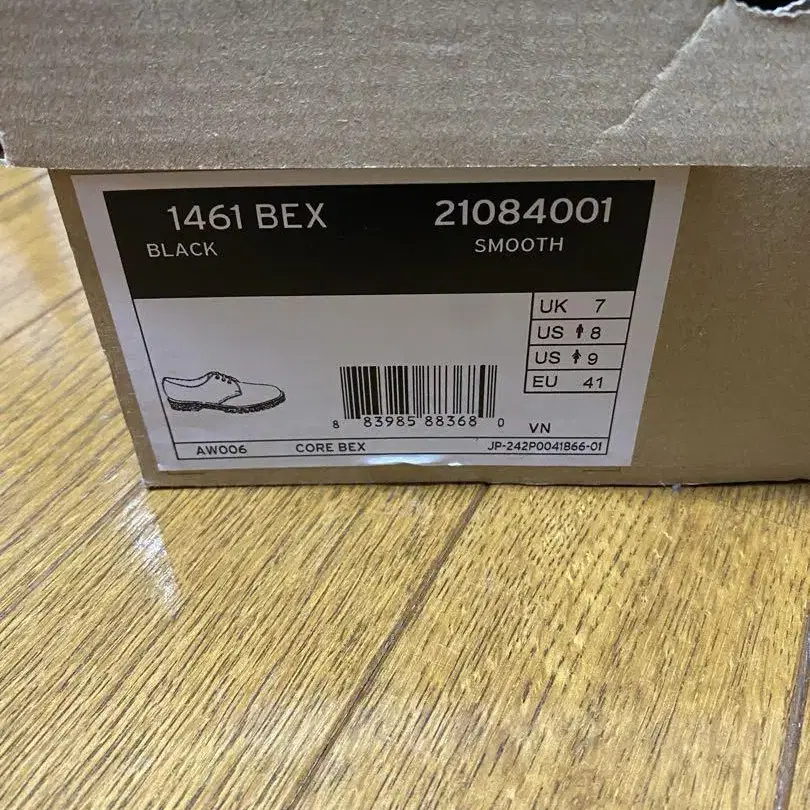 1461 BEX 21084001
BLACK SMOOTH
UK 7
US 8
US 9
EU 41
8 83985 88368 0
VN
AW006 CORE BEX JP-242P0041866-01